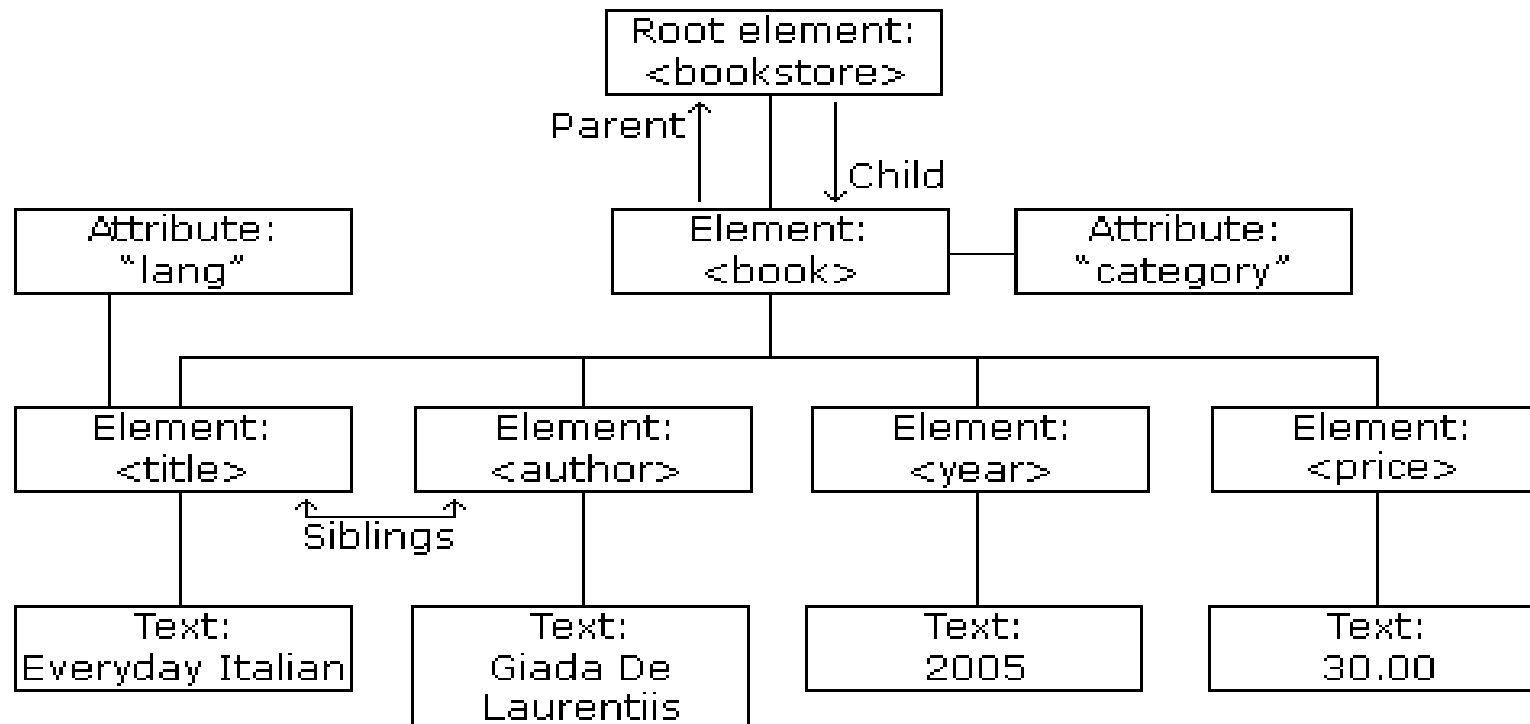 Root element:
<bookstore>
Parent
Child
Attribute:
"lang"
Element:
<book>
Attribute:
"category"
Element:
<title>
Element:
<author>
Element:
<year>
Element:
<price>
Siblings
Text:
Everyday Italian
Text:
Giada De
Laurentiis
Text:
2005
Text:
30.00